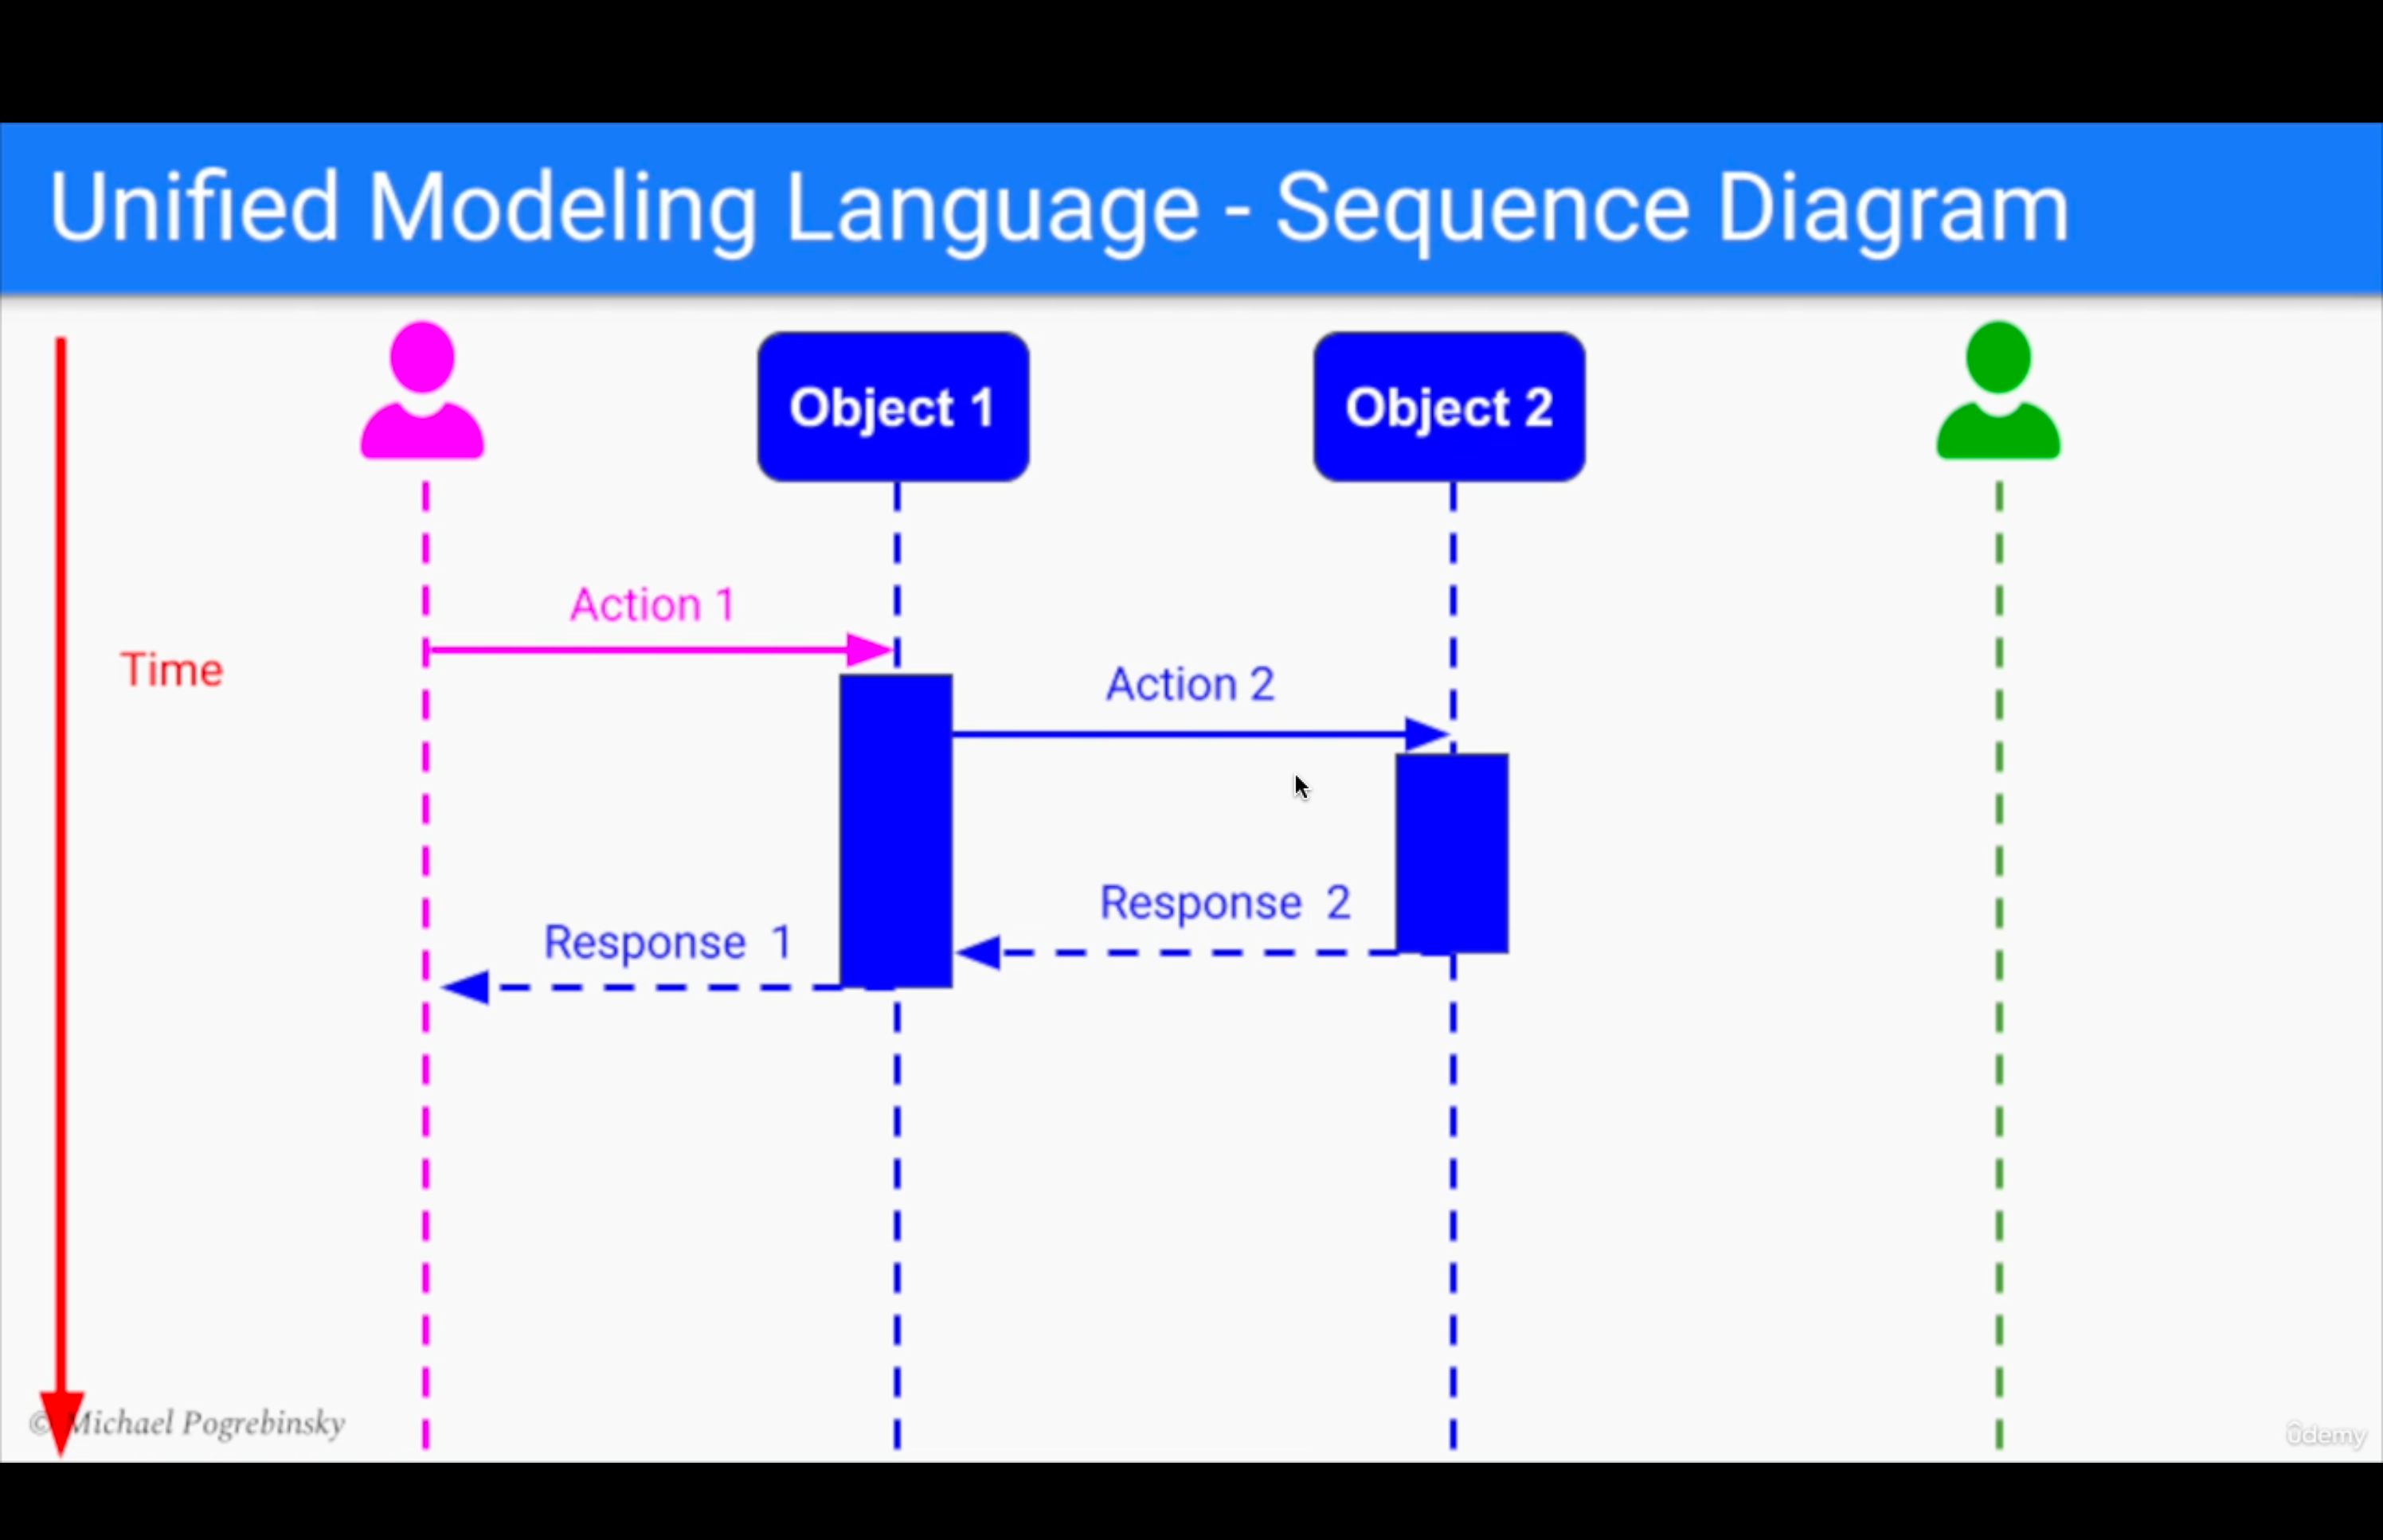 Unified Modeling Language - Sequence Diagram
Object 1
Object 2
Action 1
Time
Action 2
Response 2
Response 1
© Michael Pogrebinsky
ûdemy